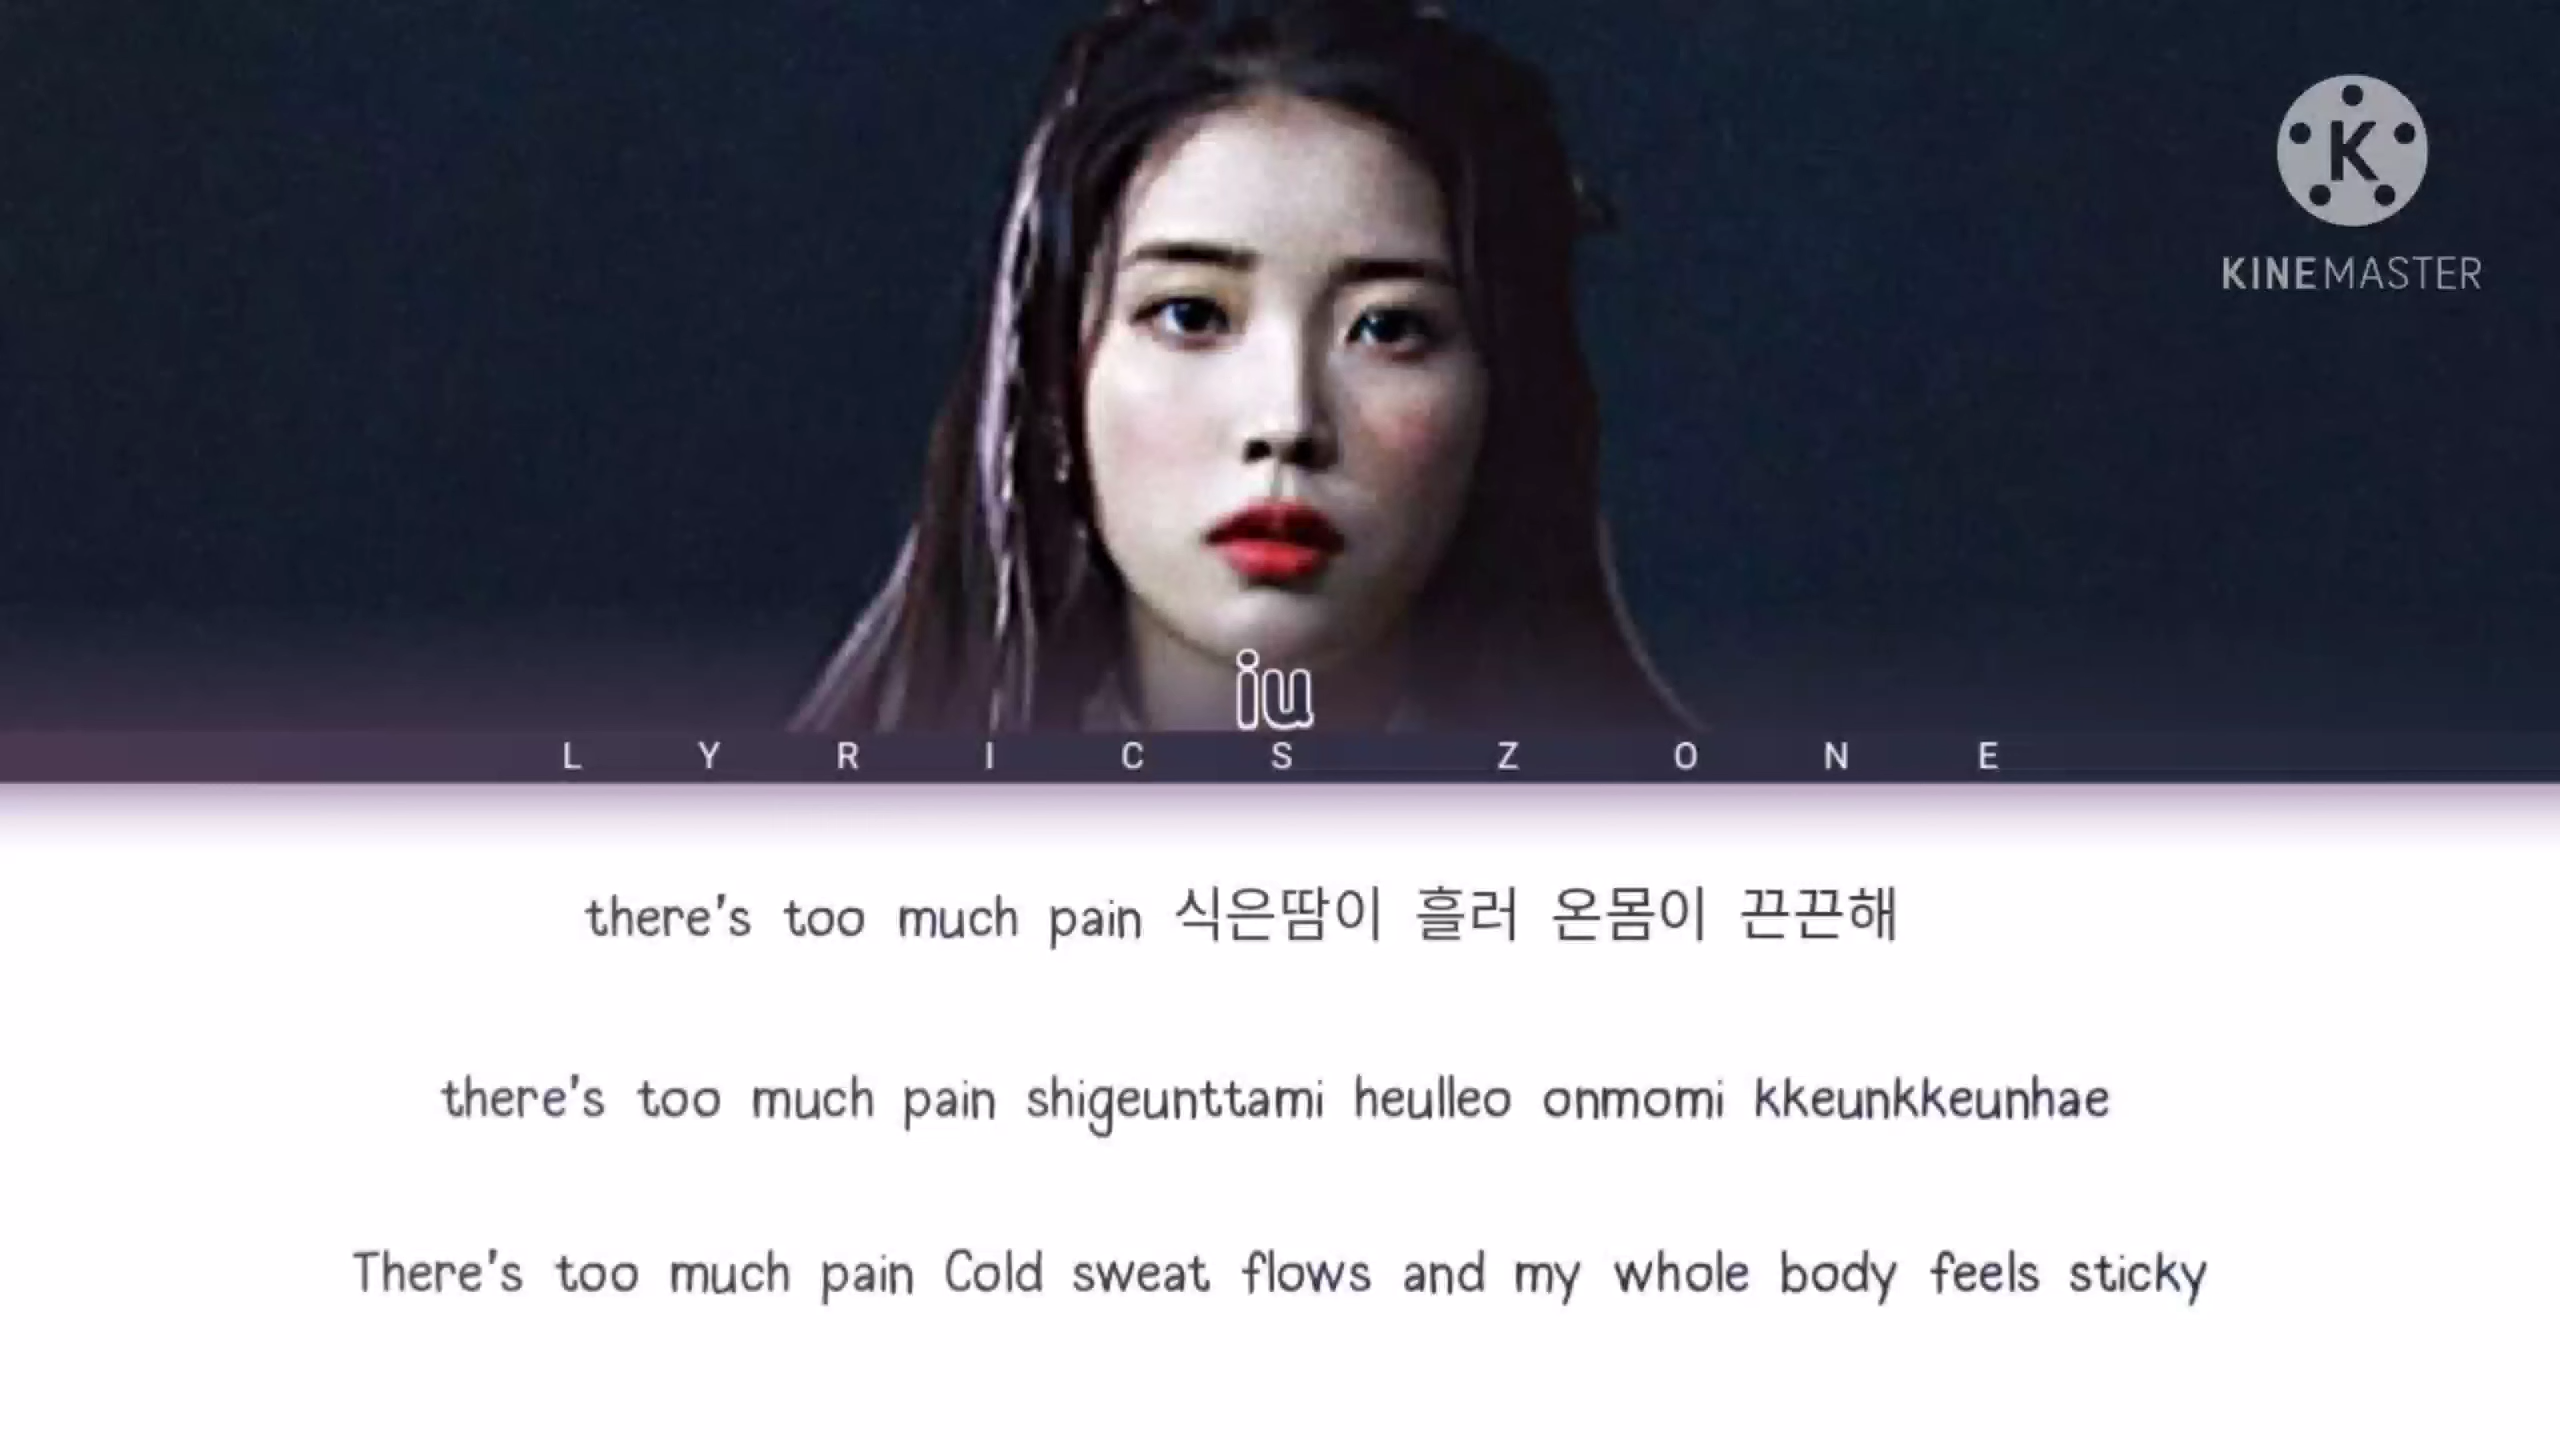 K
KINEMASTER
iu
LYRICS ZONE
there's too much pain 식은땀이 흘러 온몸이 끈끈해
there's too much pain shigeunttami heulleo onmomi kkeunkkeunhae
There's too much pain Cold sweat flows and my whole body feels sticky